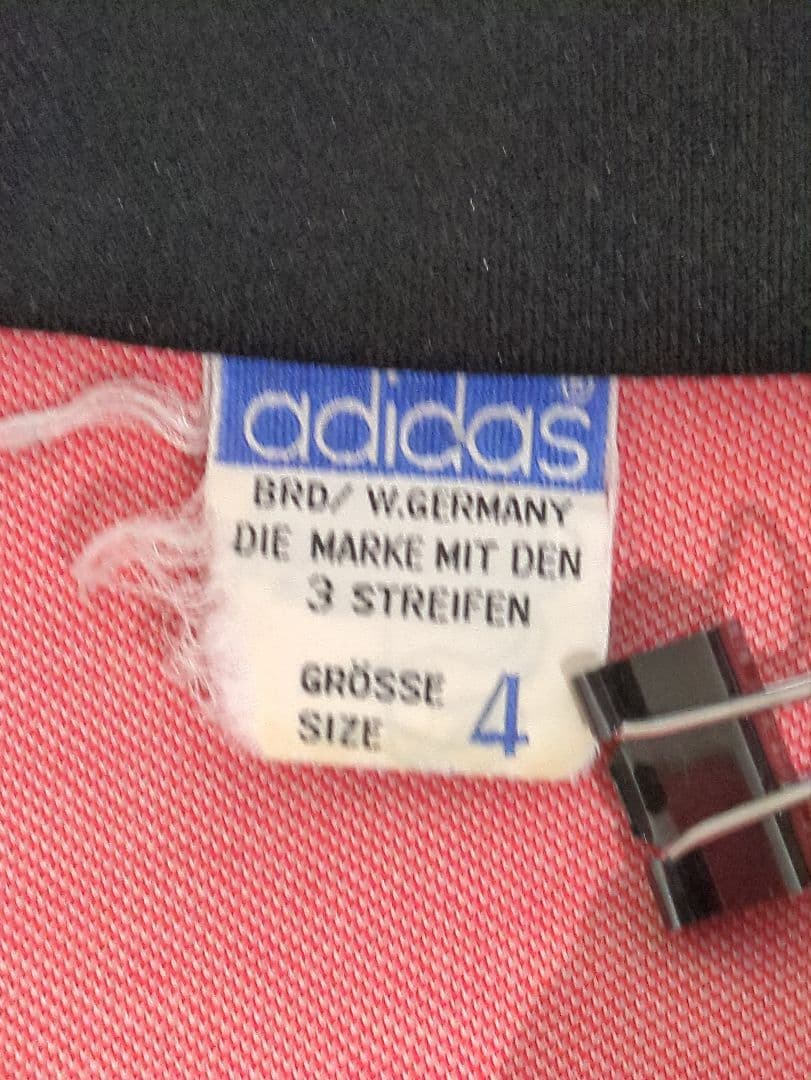 adidas®
BRD/ W.GERMANY
DIE MARKE MIT DEN
3 STREIFEN
GRÖSSE
SIZE 4